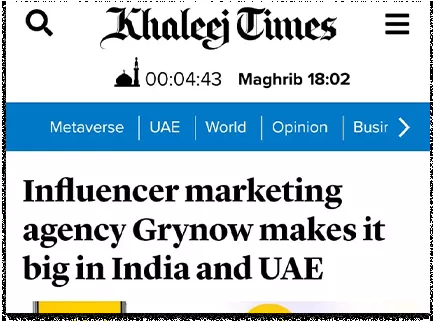 Khaleej Times
00:04:43 Maghrib 18:02
Metaverse UAE World Opinion Busir
Influencer marketing
agency Grynow makes it
big in India and UAE